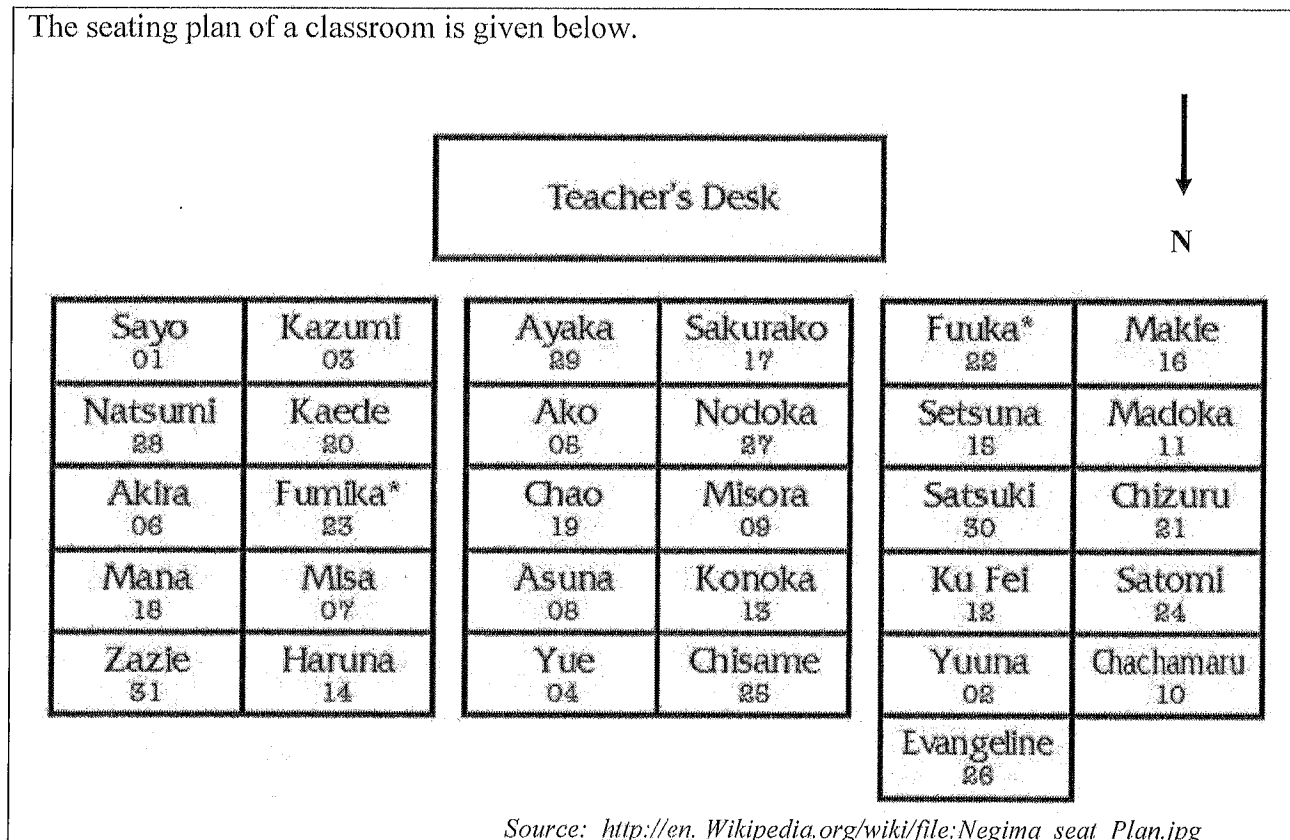 The seating plan of a classroom is given below.
Teacher's Desk
N
Sayo Kazumi Ayaka Sakurako Fuuka* Makie
01 03 29 17 22 16
Natsumi Kaede Ako Nodoka Setsuna Madoka
28 20 05 27 15 11
Akira Fumika* Chao Misora Satsuki Chizuru
06 23 19 09 30 21
Mana Misa Asuna Konoka Ku Fei Satomi
18 07 08 13 12 24
Zazie Haruna Yue Chisame Yuuna Chachamaru
31 14 04 25 02 10
Evangeline
26
Source: http://en. Wikipedia.org/wiki/file:Negima_seat_Plan.jpg